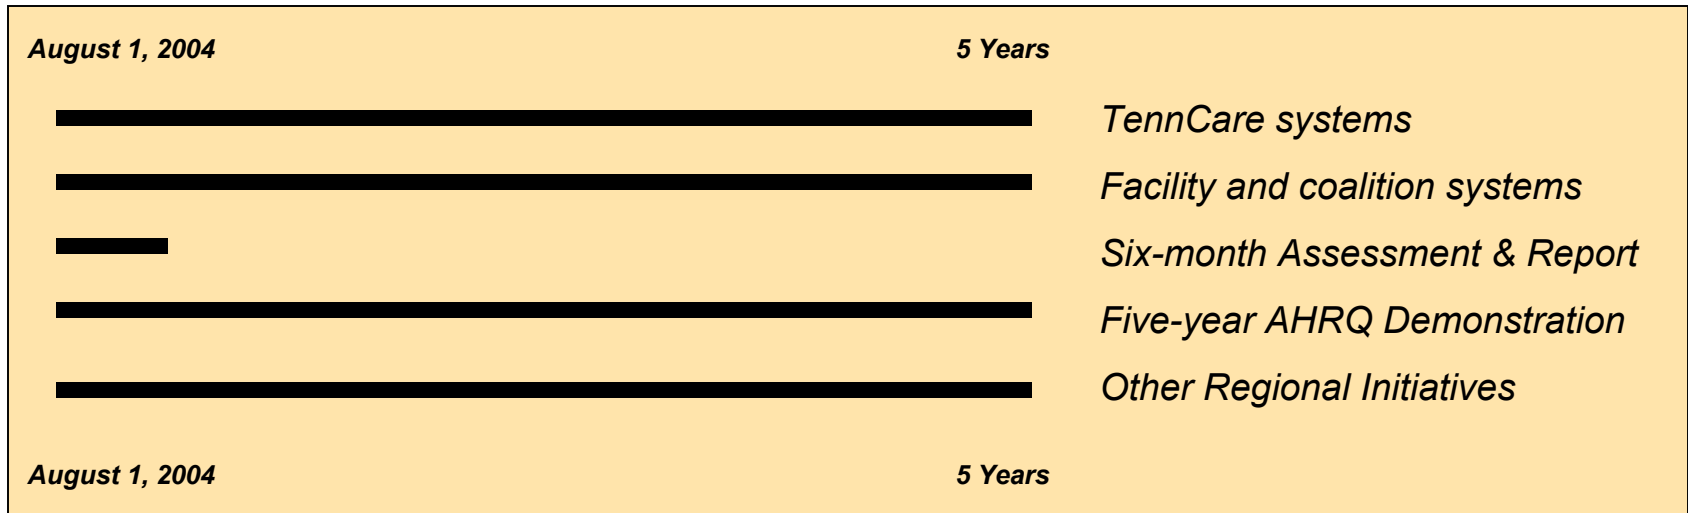 August 1, 2004 5 Years
TennCare systems
Facility and coalition systems
Six-month Assessment & Report
Five-year AHRQ Demonstration
Other Regional Initiatives
August 1, 2004 5 Years